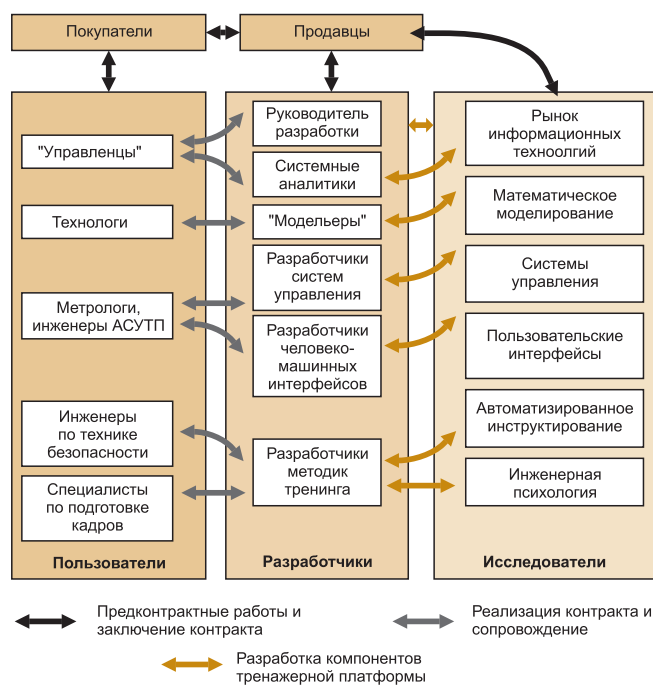 Покупатели
Продавцы
"Управленцы"
Технологи
Метрологи,
инженеры АСУТП
Инженеры
по технике
безопасности
Специалисты
по подготовке
кадров
Пользователи
Руководитель
разработки
Системные
аналитики
"Модельеры"
Разработчики
систем
управления
Разработчики
человеко-
машинных
интерфейсов
Разработчики
методик
тренинга
Разработчики
Рынок
информационных
техноолгий
Математическое
моделирование
Системы
управления
Пользовательские
интерфейсы
Автоматизированное
инструктирование
Инженерная
психология
Исследователи
Предконтрактные работы и
заключение контракта
Реализация контракта и
сопровождение
Разработка компонентов
тренажерной платформы